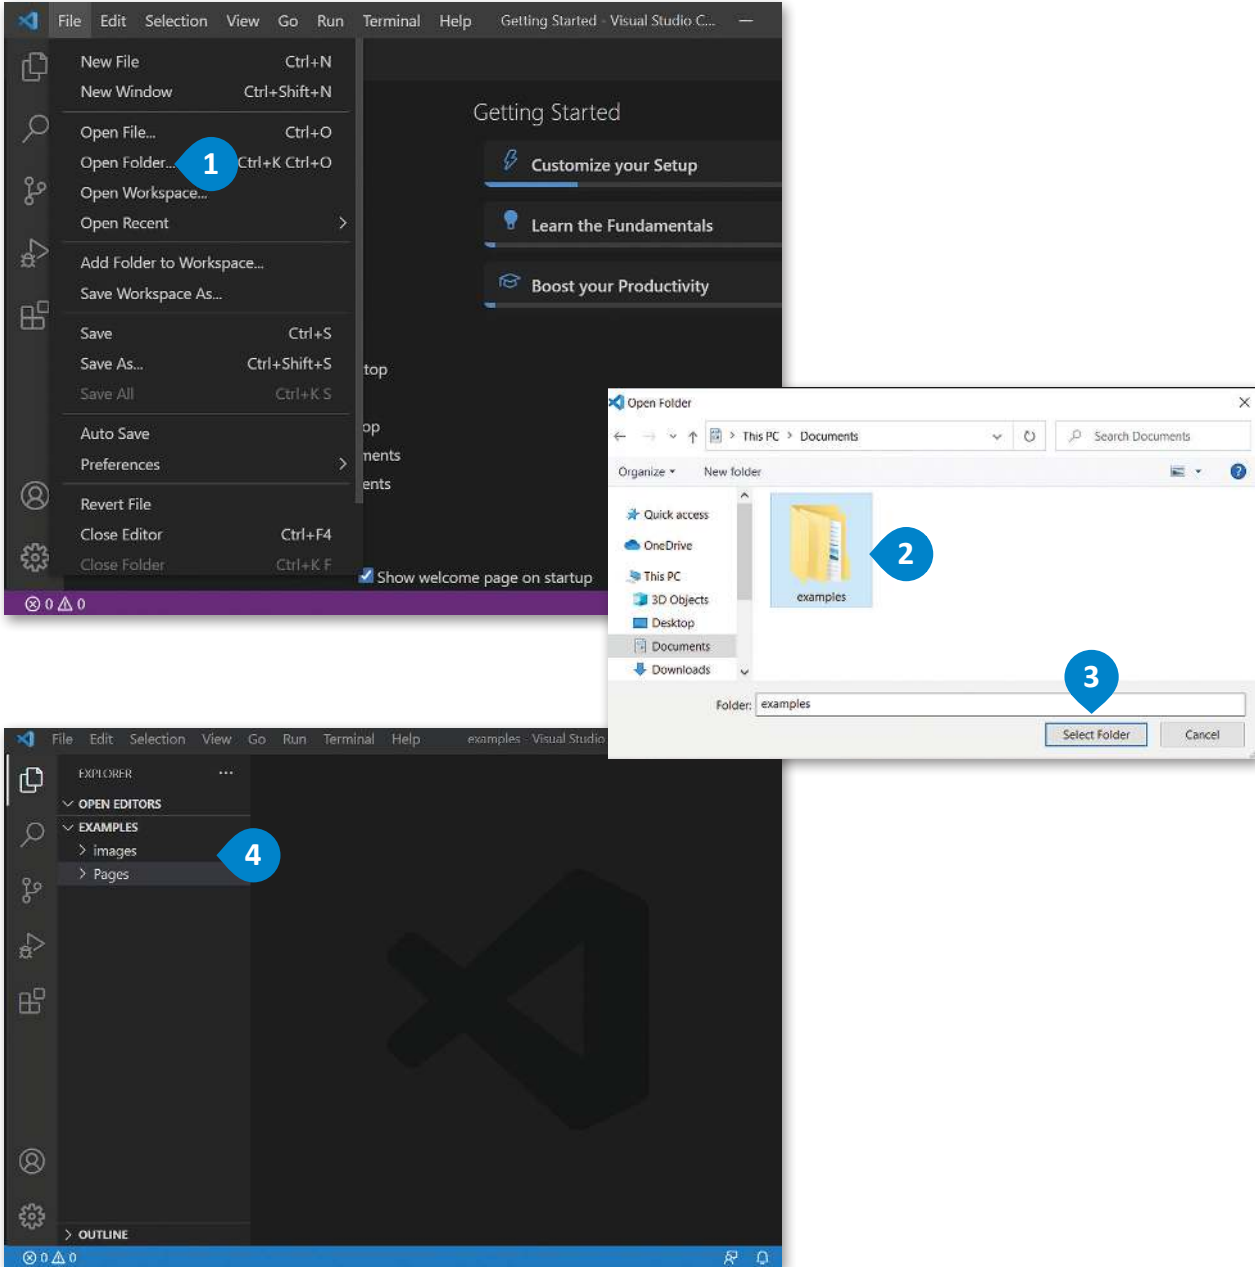 File Edit Selection View Go Run Terminal Help Getting Started - Visual Studio C...
New File Ctrl+N
New Window Ctrl+Shift+N
Open File... Ctrl+O
Open Folder... 1 Ctrl+K Ctrl+O
Open Workspace...
Open Recent
Add Folder to Workspace...
Save Workspace As...
Save Ctrl+S
Save As... Ctrl+Shift+S
Save All Ctrl+K S
Auto Save
Preferences
Revert File
Close Editor Ctrl+F4
Close Folder Ctrl+K F
Getting Started
Customize your Setup
Learn the Fundamentals
Boost your Productivity
top
op
ments
ents
Show welcome page on startup
0 0
Open Folder
This PC > Documents
Search Documents
Organize
New folder
Quick access
OneDrive
This PC
3D Objects
Desktop
Documents
Downloads
examples
2
3
Folder: examples
Select Folder Cancel
File Edit Selection View Go Run Terminal Help examples - Visual Studio
EXPLORER ...
OPEN EDITORS
EXAMPLES
images
Pages
4
OUTLINE
0 0